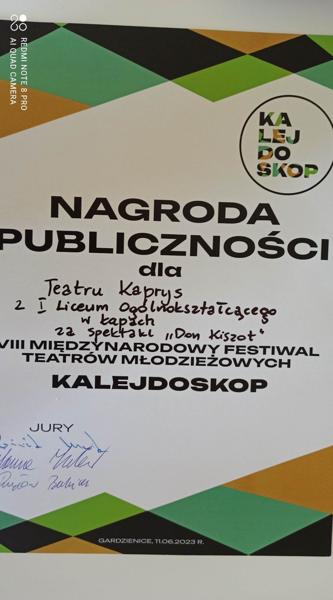 REDMI NOTE 8 PRO
AI QUAD CAMERA
KA
LEJ
DO
SKOP
NAGRODA
PUBLICZNOŚCI
dla
Teatru Kaprys
z I Liceum Ogólnokształcącego
w Łapach
za spektakl „Don Kiszot"
VIII MIĘDZYNARODOWY FESTIWAL
TEATRÓW MŁODZIEŻOWYCH
KALEJDOSKOP
JURY
GARDZIENICE, 11.06.2023 R.